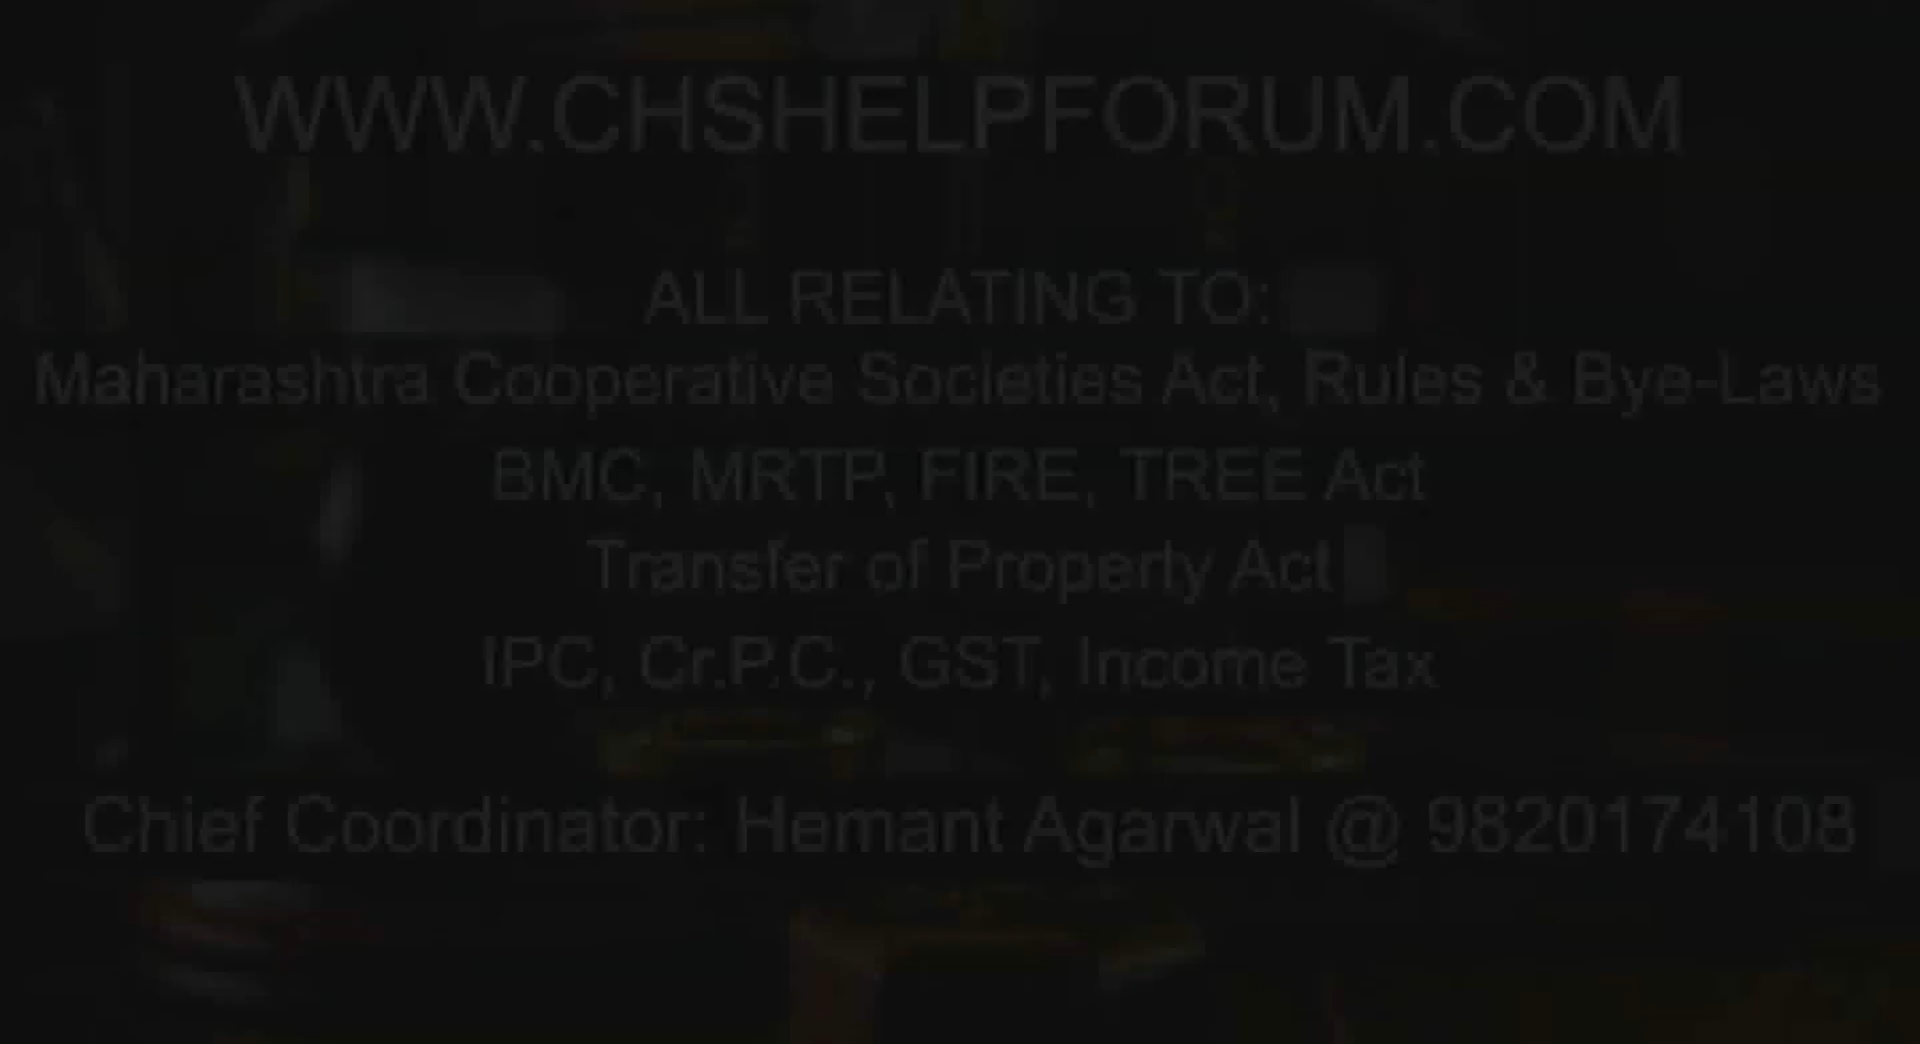 WWW.CHSHELPFORUM.COM
ALL RELATING TO:
Maharashtra Cooperative Societies Act, Rules & Bye-Laws
BMC, MRTP, FIRE, TREE Act
Transfer of Property Act
IPC, Cr.P.C., GST, Income Tax
Chief Coordinator: Hemant Agarwal @ 9820174108